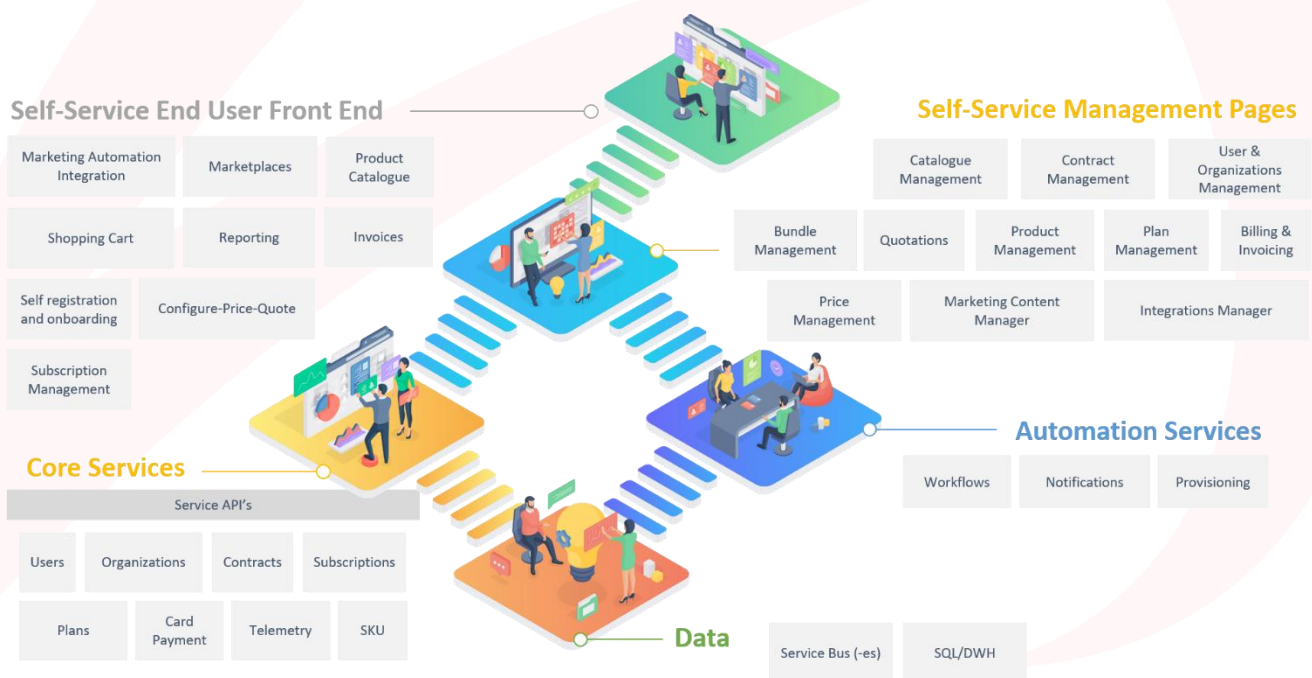 Self-Service End User Front End
Marketing Automation
Integration
Marketplaces
Product
Catalogue
Shopping Cart
Reporting
Invoices
Self registration
and onboarding
Configure-Price-Quote
Subscription
Management
Self-Service Management Pages
Catalogue
Management
Contract
Management
User &
Organizations
Management
Bundle
Management
Quotations
Product
Management
Plan
Management
Billing &
Invoicing
Price
Management
Marketing Content
Manager
Integrations Manager
Core Services
Service API's
Users
Organizations
Contracts
Subscriptions
Plans
Card
Payment
Telemetry
SKU
Automation Services
Workflows
Notifications
Provisioning
Data
Service Bus (-es)
SQL/DWH